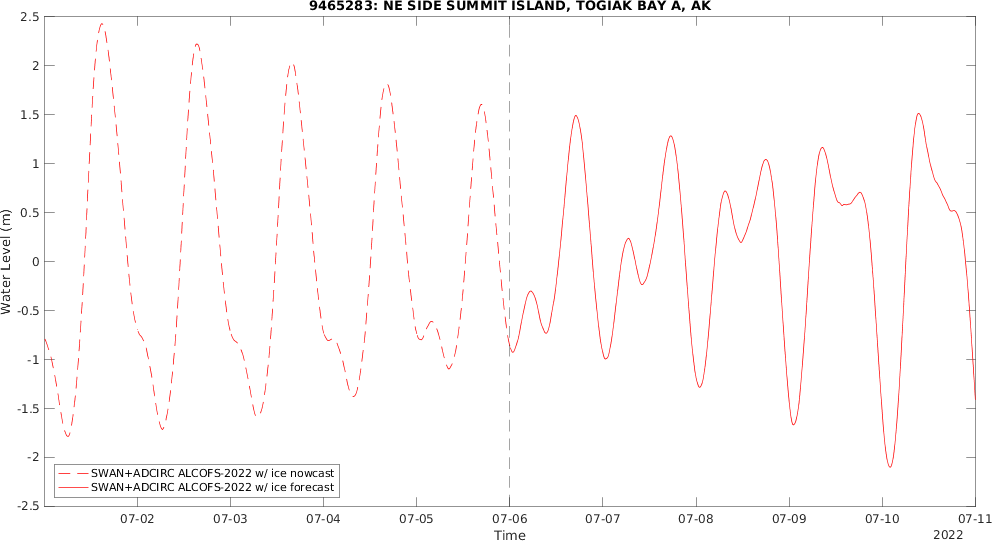 9465283: NE SIDE SUMMIT ISLAND, TOGIAK BAY A, AK
2.5
2
1.5
1
0.5
0
-0.5
-1
-1.5
-2
-2.5
Water Level (m)
SWAN+ADCIRC ALCOFS-2022 w/ ice nowcast
SWAN+ADCIRC ALCOFS-2022 w/ ice forecast
07-02 07-03 07-04 07-05 07-06 07-07 07-08 07-09 07-10 07-11
Time
2022